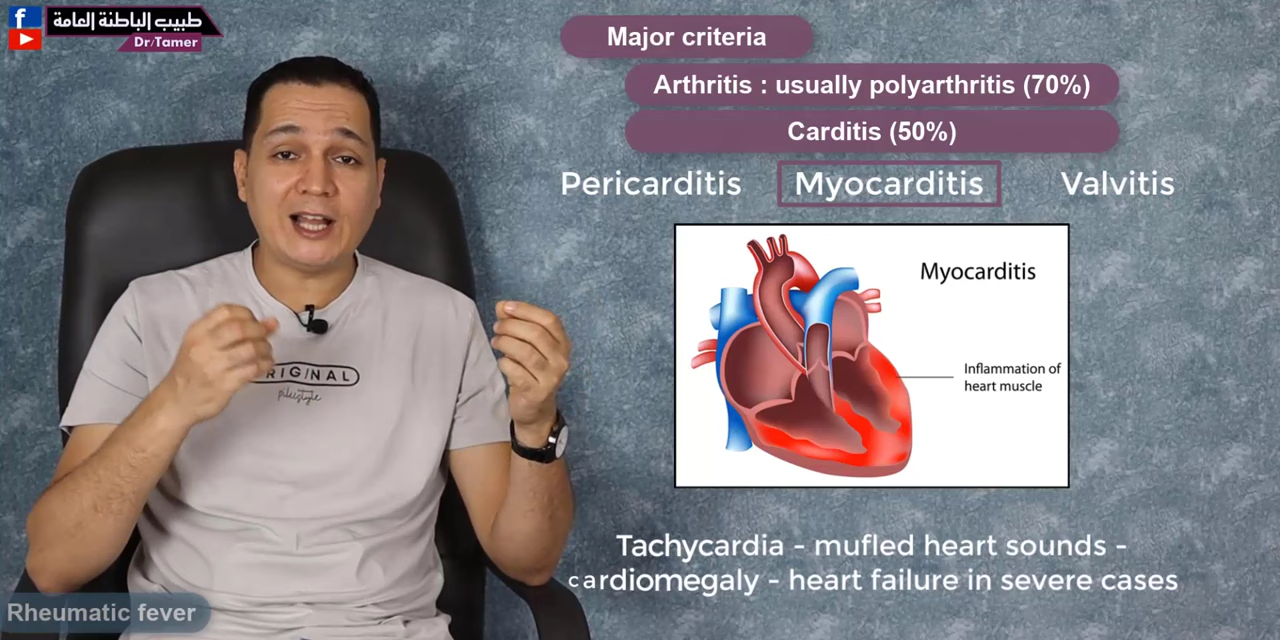 f طبيب الباطنة العامة
Dr/Tamer
Major criteria
Arthritis : usually polyarthritis (70%)
Carditis (50%)
Pericarditis Myocarditis Valvitis
Myocarditis
Inflammation of
heart muscle
ORIGINAL
Tachycardia - mufled heart sounds -
cardiomegaly - heart failure in severe cases
Rheumatic fever